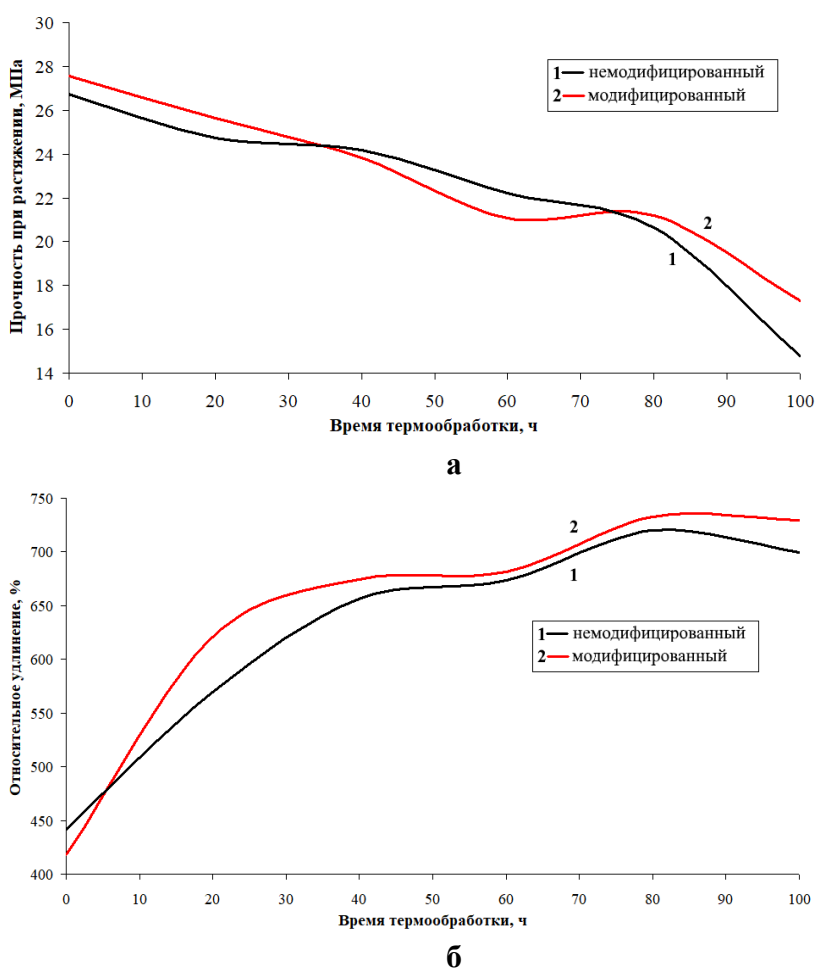 Прочность при растяжении, МПа
30
28
26
24
22
20
18
16
14
1 немодифицированный
2 модифицированный
2
1
0 10 20 30 40 50 60 70 80 90 100
Время термообработки, ч
а
Относительное удлинение, %
750
700
650
600
550
500
450
400
2
1
1 немодифицированный
2 модифицированный
0 10 20 30 40 50 60 70 80 90 100
Время термообработки, ч
б